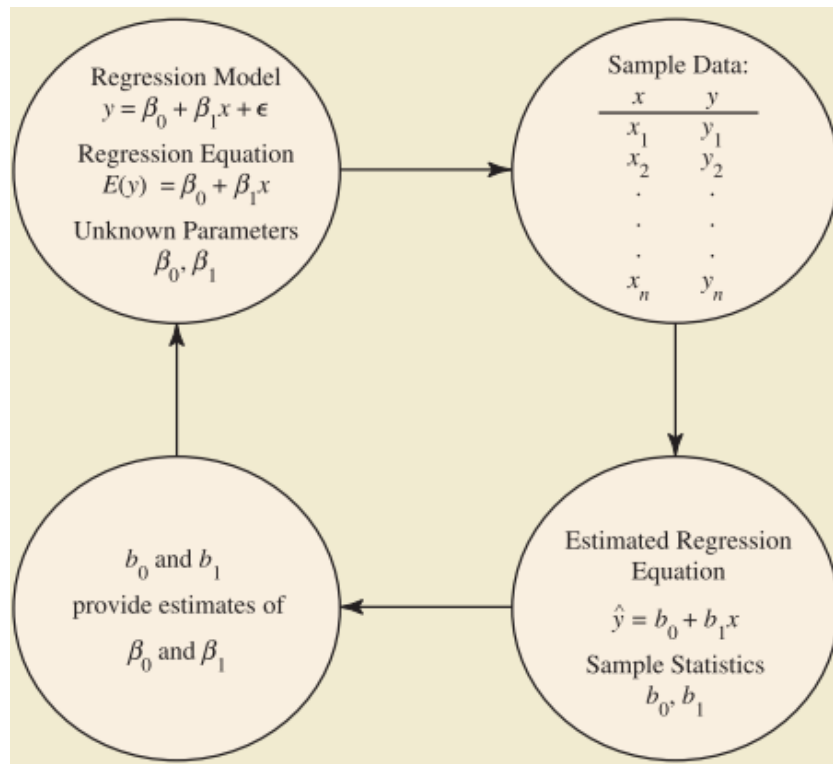 Regression Model
y = β₀ + β₁x + ϵ
Regression Equation
E(y) = β₀ + β₁x
Unknown Parameters
β₀, β₁
Sample Data:
x y
x₁ y₁
x₂ y₂
. .
. .
. .
xₙ yₙ
Estimated Regression
Equation
ŷ = b₀ + b₁x
Sample Statistics
b₀, b₁
b₀ and b₁
provide estimates of
β₀ and β₁